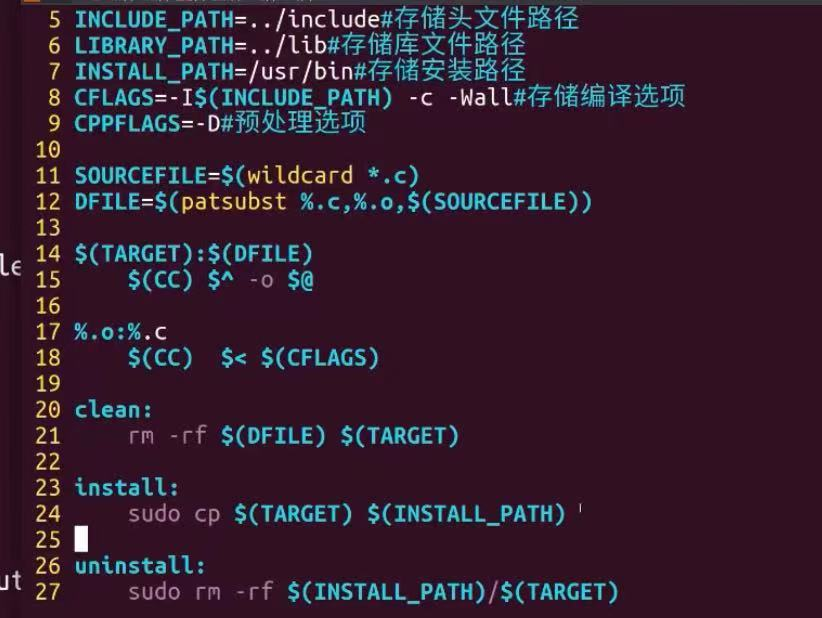 5 INCLUDE_PATH=../include#存储头文件路径
6 LIBRARY_PATH=../lib#存储库文件路径
7 INSTALL_PATH=/usr/bin#存储安装路径
8 CFLAGS=-I$(INCLUDE_PATH) -c -Wall#存储编译选项
9 CPPFLAGS=-D#预处理选项
10
11 SOURCEFILE=$(wildcard *.c)
12 DFILE=$(patsubst %.c,%.o,$(SOURCEFILE))
13
14 $(TARGET):$(DFILE)
15     $(CC) $^ -o $@
16
17 %.o:%.c
18     $(CC)  $< $(CFLAGS)
19
20 clean:
21     rm -rf $(DFILE) $(TARGET)
22
23 install:
24     sudo cp $(TARGET) $(INSTALL_PATH)
25
26 uninstall:
27     sudo rm -rf $(INSTALL_PATH)/$(TARGET)